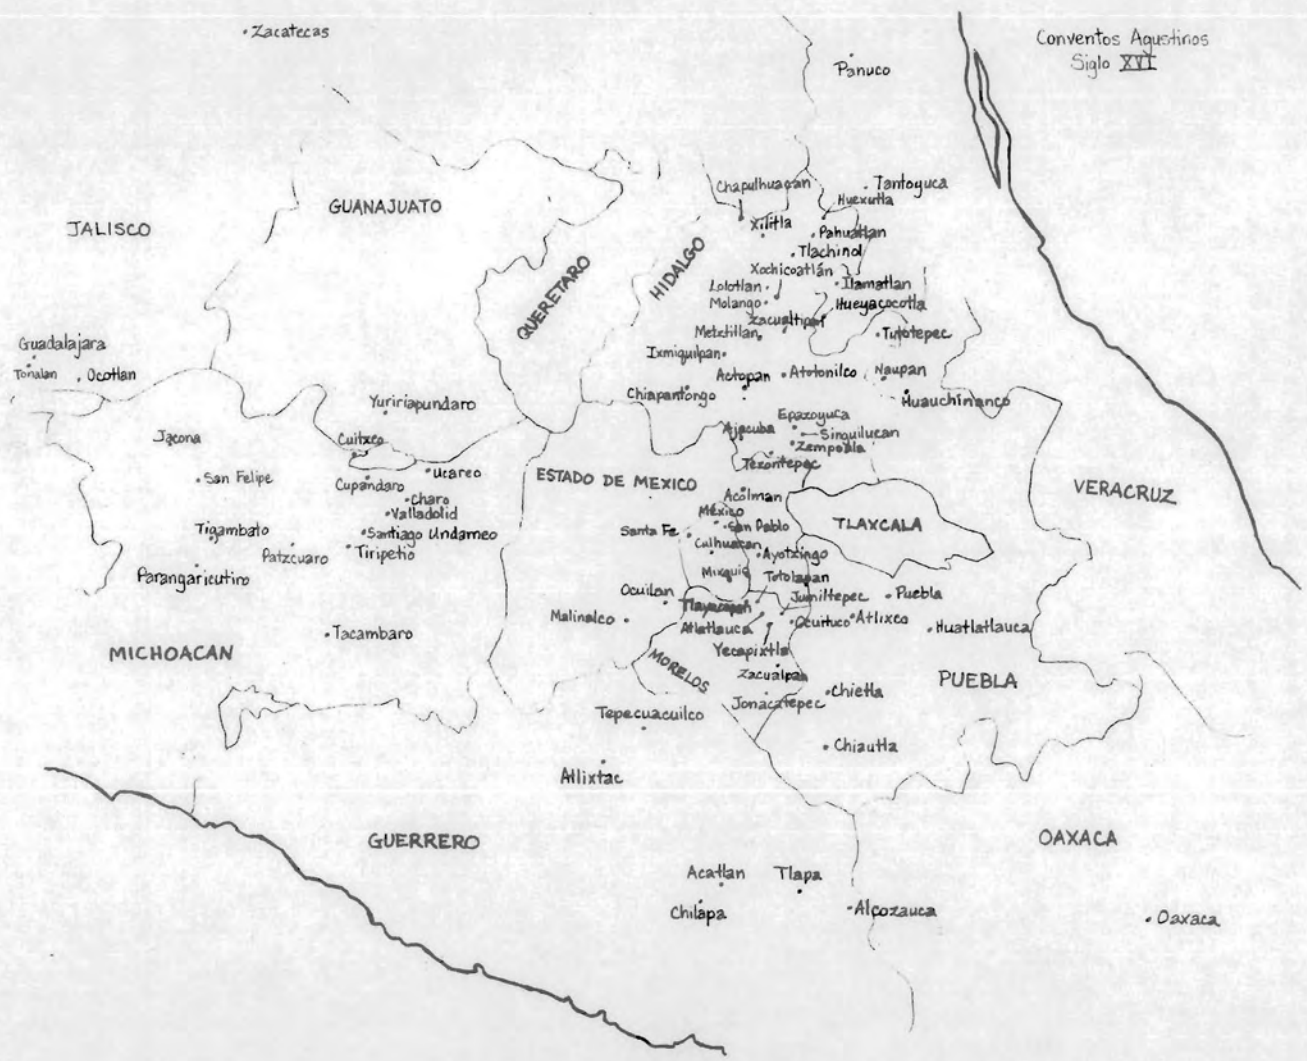 Conventos Agustinos
Siglo XVI
Zacatecas
Panuco
Chapulhuacan
Tantoyuca
Huexutla
GUANAJUATO
JALISCO
Xilitla
Pahuatlan
Tlachinol
HIDALGO
QUERETARO
Xochicoatlán
Lolotlan
Ilamatlan
Molango
Hueyacocotla
Zacualtipan
Metztitlan
Tutotepec
Guadalajara
Tonalan
Ocotlan
Ixmiquilpan
Actopan
Atotonilco
Naupan
Chiapantongo
Huauchinanco
Yuririapundaro
Epazoyuca
Ajacuba
Singuilucan
Zempoala
Jacona
Cuitzeo
Tezontepec
San Felipe
Ucareo
Cupandaro
ESTADO DE MEXICO
VERACRUZ
Charo
Acolman
Valladolid
México
San Pablo
TLAXCALA
Tigambato
Santiago Undameo
Santa Fe
Culhuacan
Patzcuaro
Tiripetio
Ayotzingo
Parangaricutiro
Mixquic
Totolapan
Ocuilan
Jumiltepec
Puebla
Tlayacapan
Malinalco
Atlatlauca
Ocuituco
Atlixco
Huatlatlauca
Tacambaro
Yecapixtla
MICHOACAN
MORELOS
Zacualpan
PUEBLA
Jonacatepec
Chietla
Tepecuacuilco
Chiautla
Atlixtac
GUERRERO
OAXACA
Acatlan
Tlapa
Chilapa
Alcozauca
Oaxaca